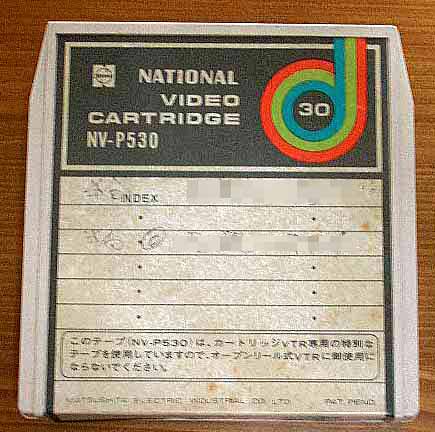 NATIONAL
VIDEO
CARTRIDGE
NV-P530
30
INDEX
このテープ(NV-P530)は、カートリッジVTR専用の特別な
テープを使用していますので、オープンリール式VTRに御使用に
ならないでください。
MATSUSHITA ELECTRIC INDUSTRIAL CO., LTD. PAT. PEND.